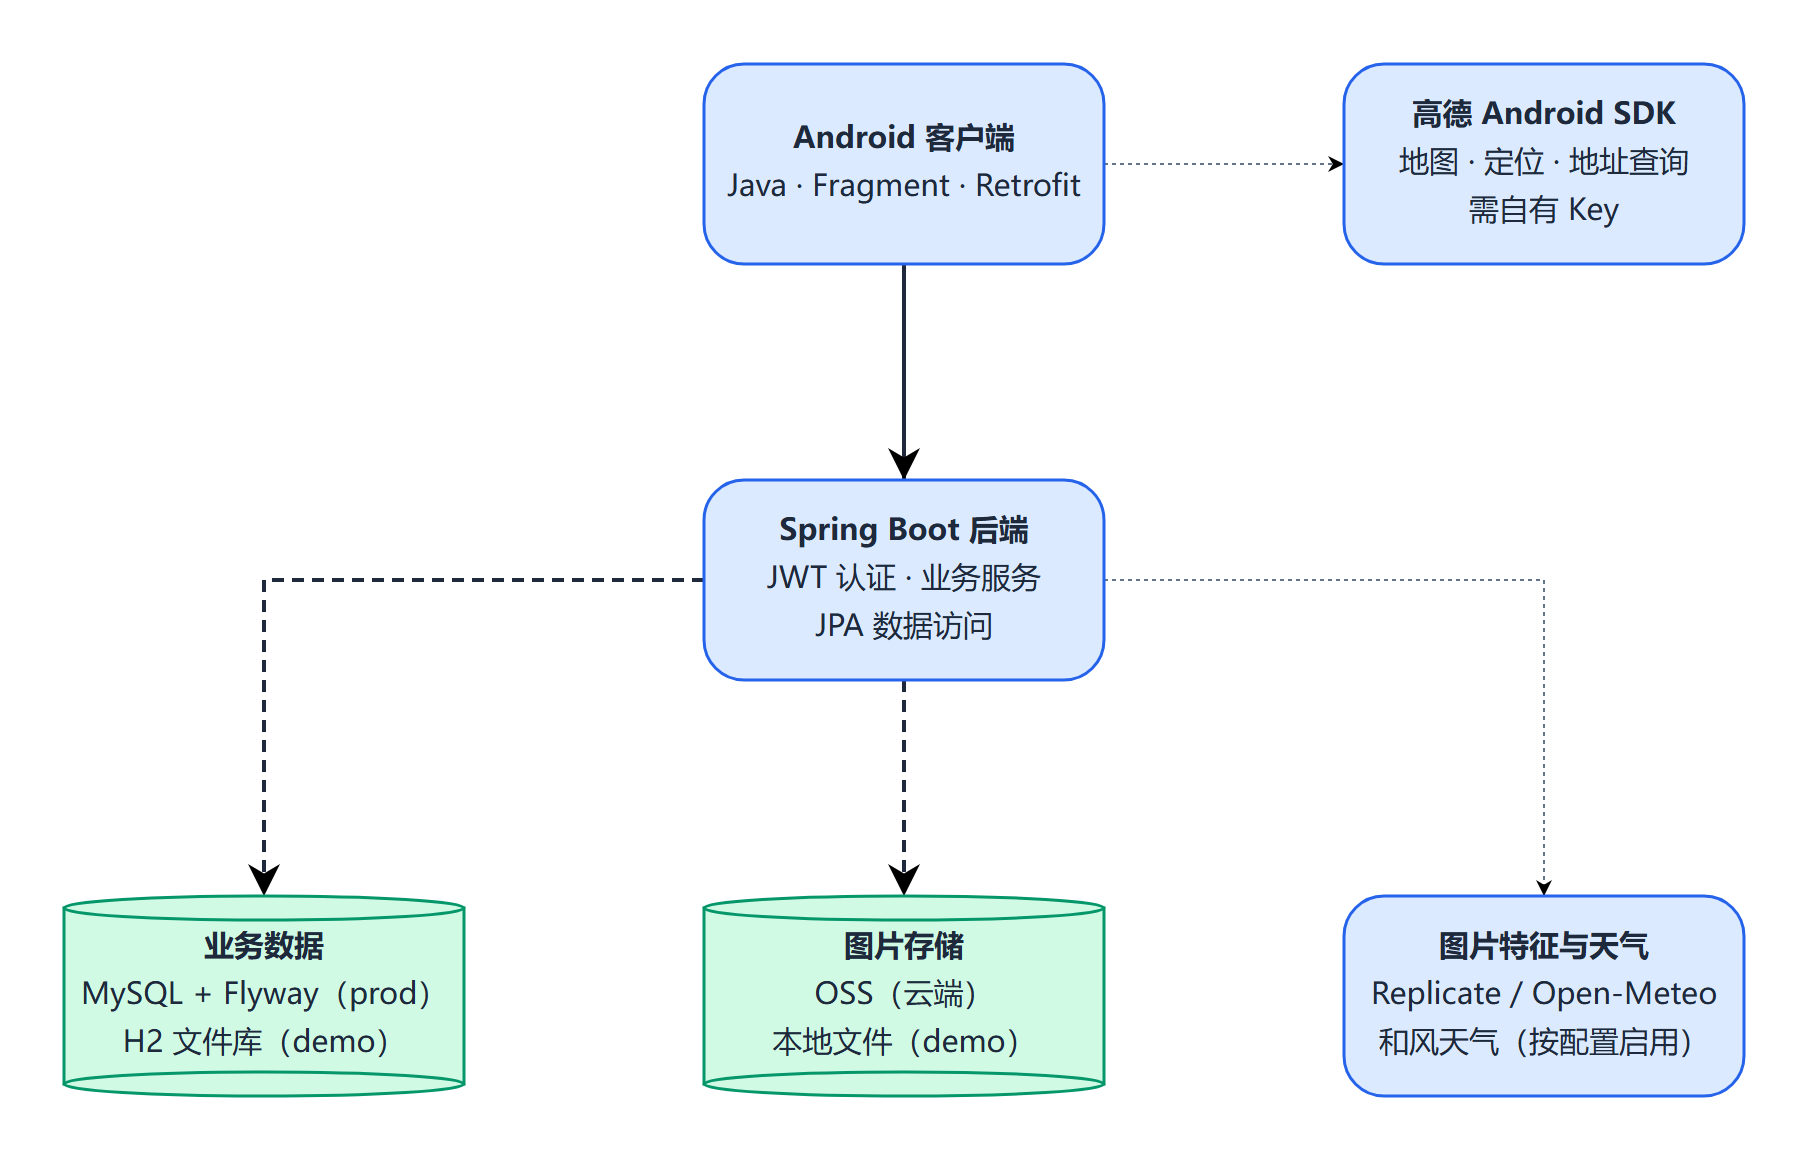 Android 客户端
Java · Fragment · Retrofit
高德 Android SDK
地图 · 定位 · 地址查询
需自有 Key
Spring Boot 后端
JWT 认证 · 业务服务
JPA 数据访问
业务数据
MySQL + Flyway（prod）
H2 文件库（demo）
图片存储
OSS（云端）
本地文件（demo）
图片特征与天气
Replicate / Open-Meteo
和风天气（按配置启用）